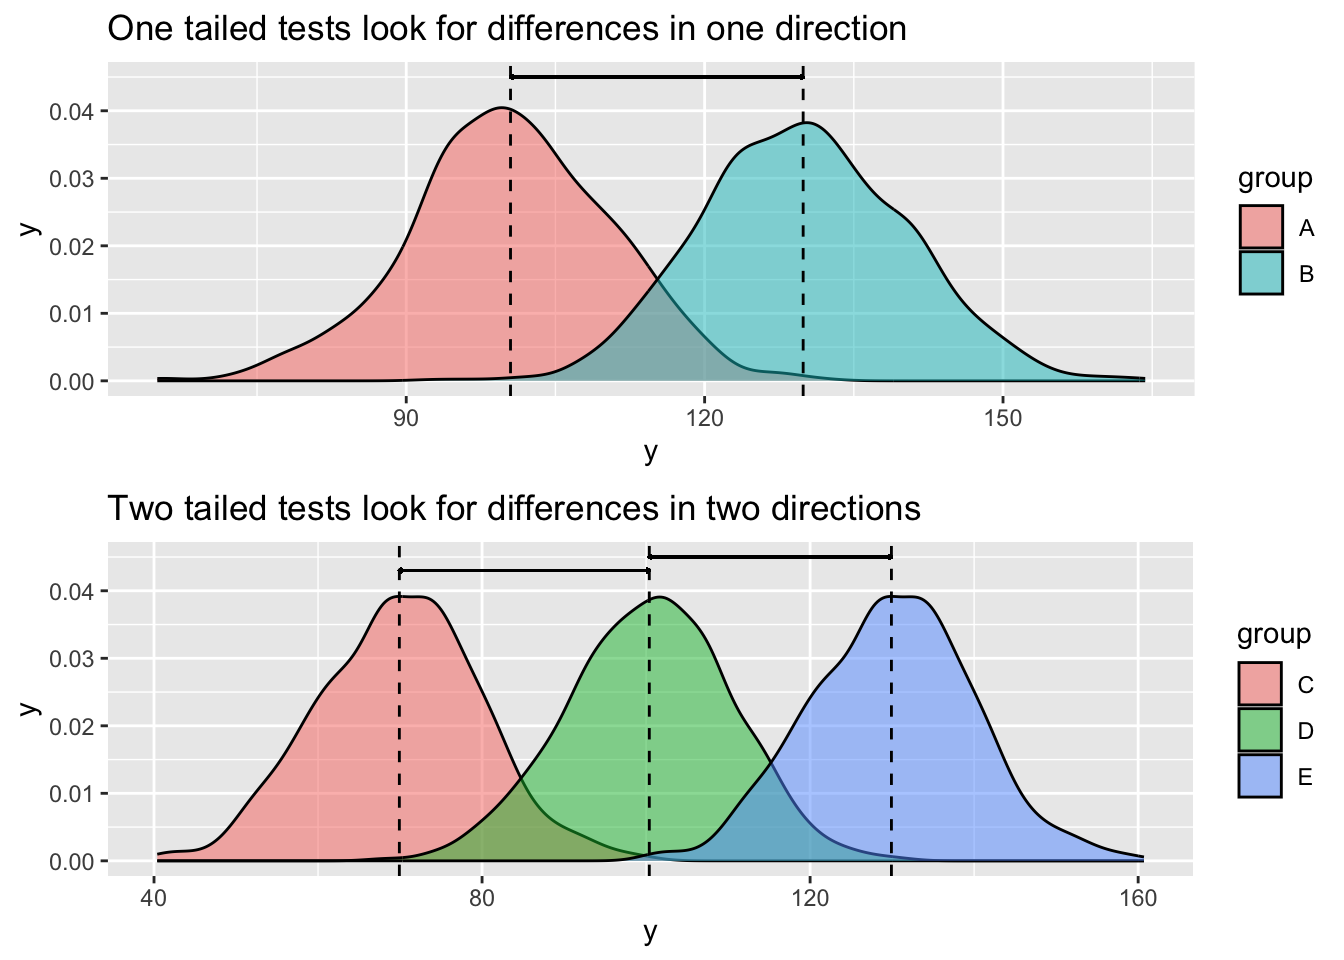 One tailed tests look for differences in one direction
0.04
0.03
0.02
0.01
0.00
y
90 120 150
y
group
A
B
Two tailed tests look for differences in two directions
0.04
0.03
0.02
0.01
0.00
y
40 80 120 160
y
group
C
D
E